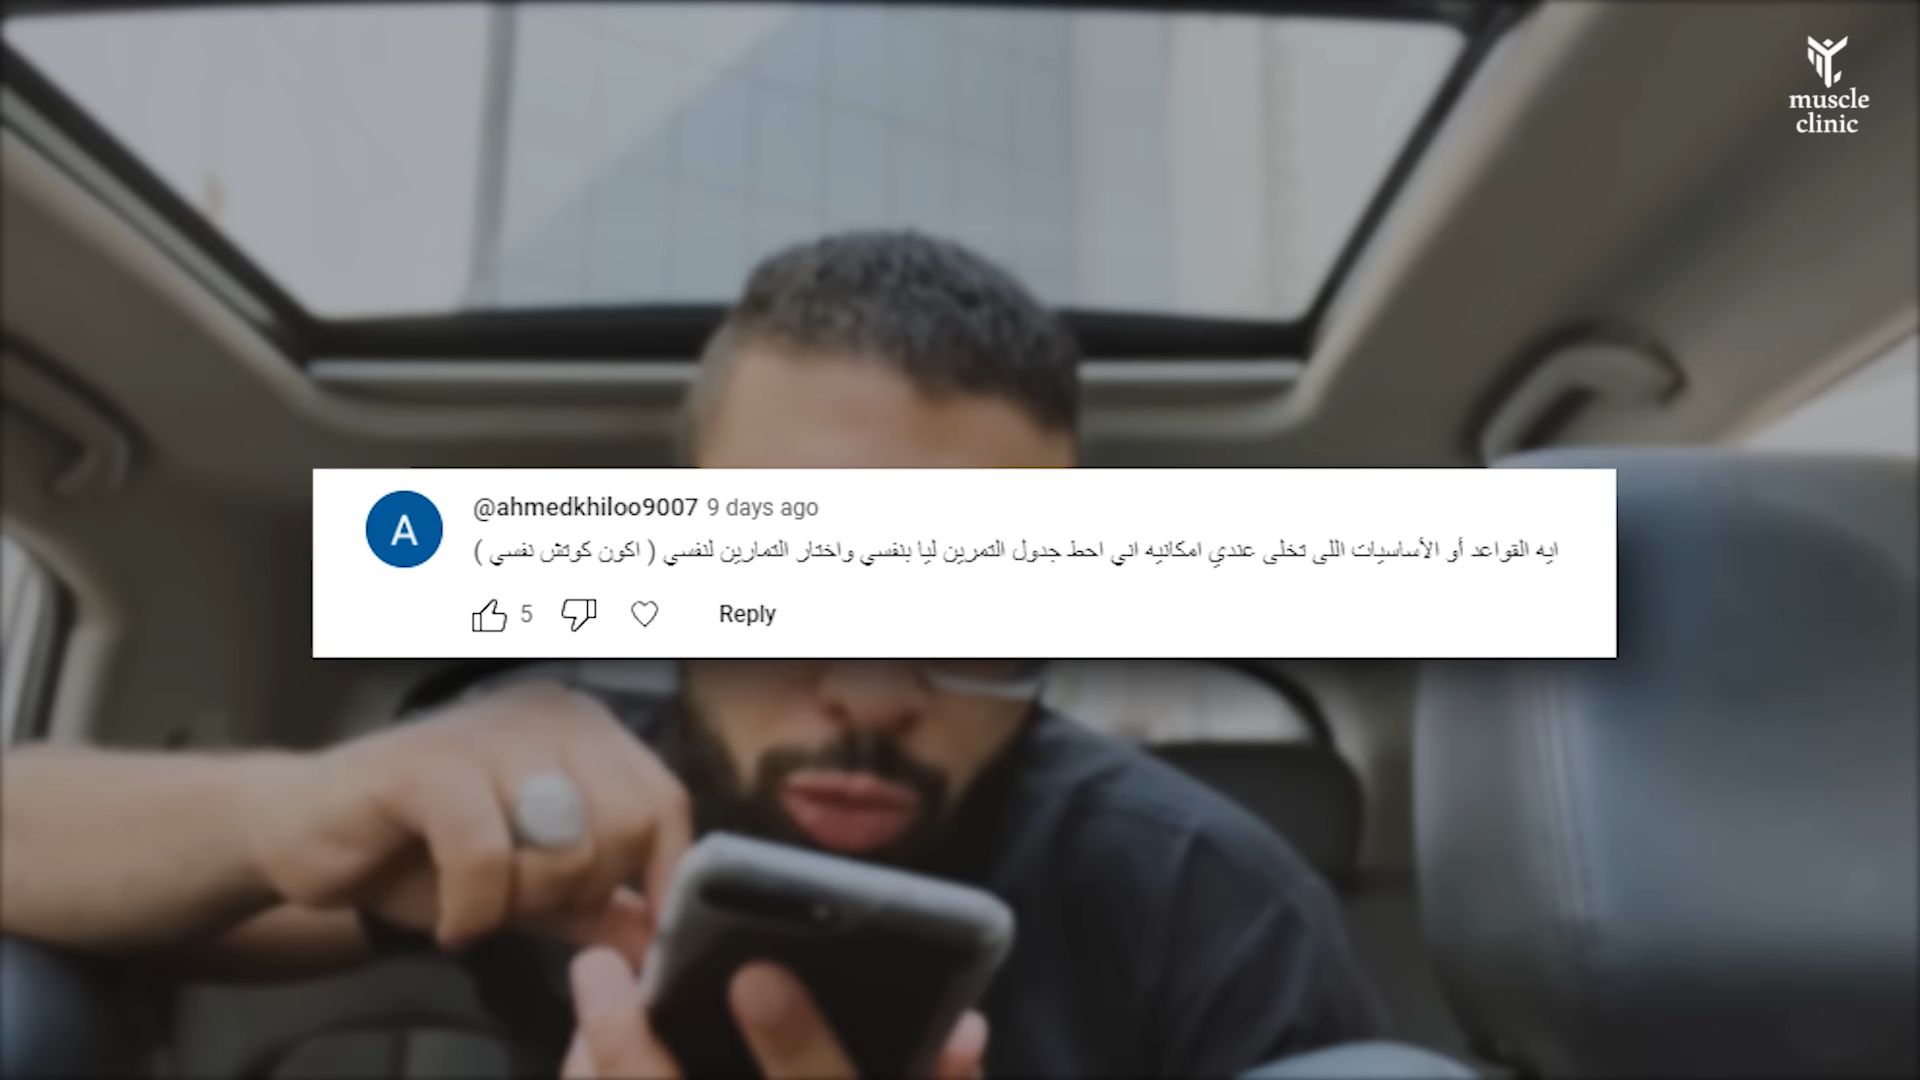 muscle
clinic
@ahmedkhiloo9007 9 days ago
ايه القواعد أو الأساسيات اللى تخلى عندي امكانيه اني احط جدول التمرين ليا بنفسي واختار التمارين لنفسي ( اكون كوتش نفسي )
5
Reply
A